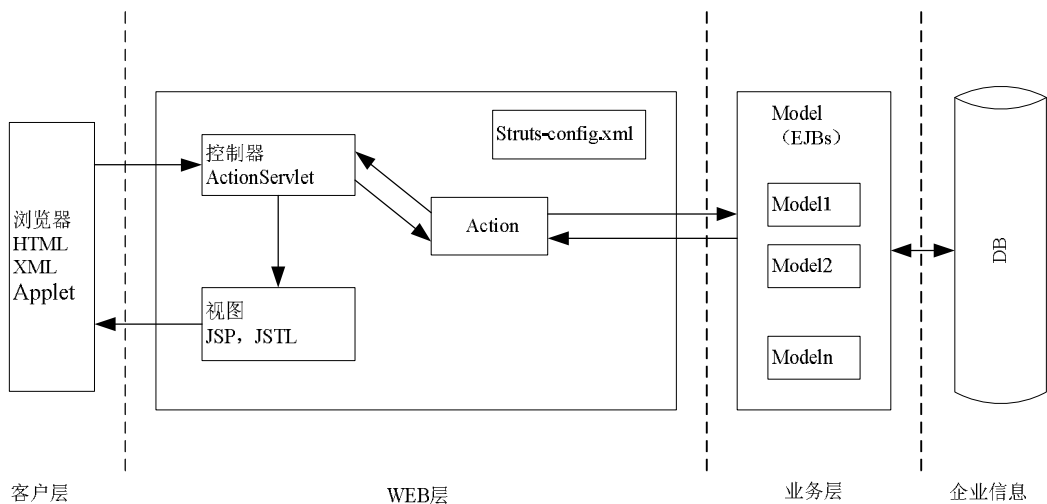 浏览器
HTML
XML
Applet
控制器
ActionServlet
视图
JSP，JSTL
Struts-config.xml
Action
Model
（EJBs）
Model1
Model2
Modeln
DB
客户层
WEB层
业务层
企业信息